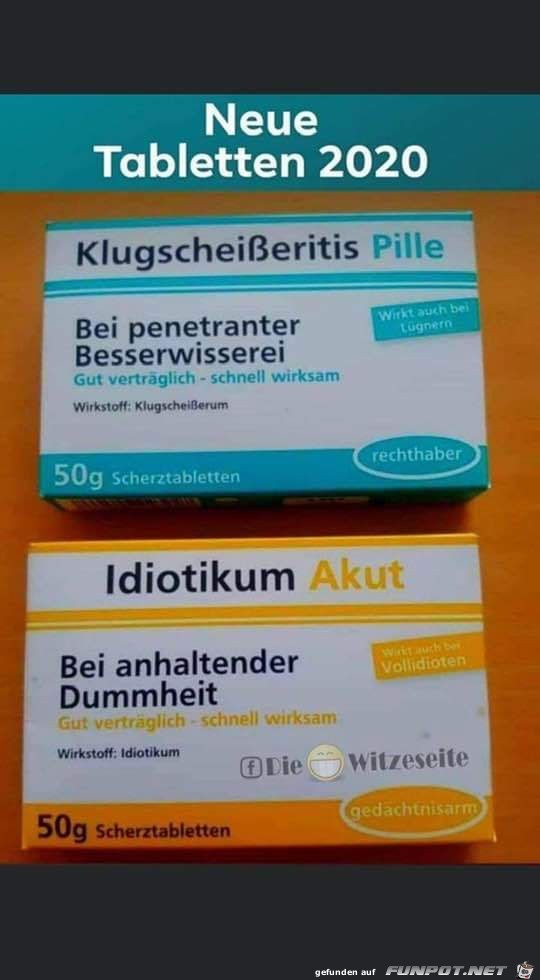 Neue
Tabletten 2020
Klugscheißeritis Pille
Bei penetranter
Besserwisserei
Wirkt auch bei
Lügnern
Gut verträglich - schnell wirksam
Wirkstoff: Klugscheißerum
rechthaber
50g Scherztabletten
Idiotikum Akut
Bei anhaltender
Dummheit
Wirkt auch bei
Vollidioten
Gut verträglich - schnell wirksam
Wirkstoff: Idiotikum
f Die Witzeseite
gedächtnisarm
50g Scherztabletten
gefunden auf FUNPOT.NET